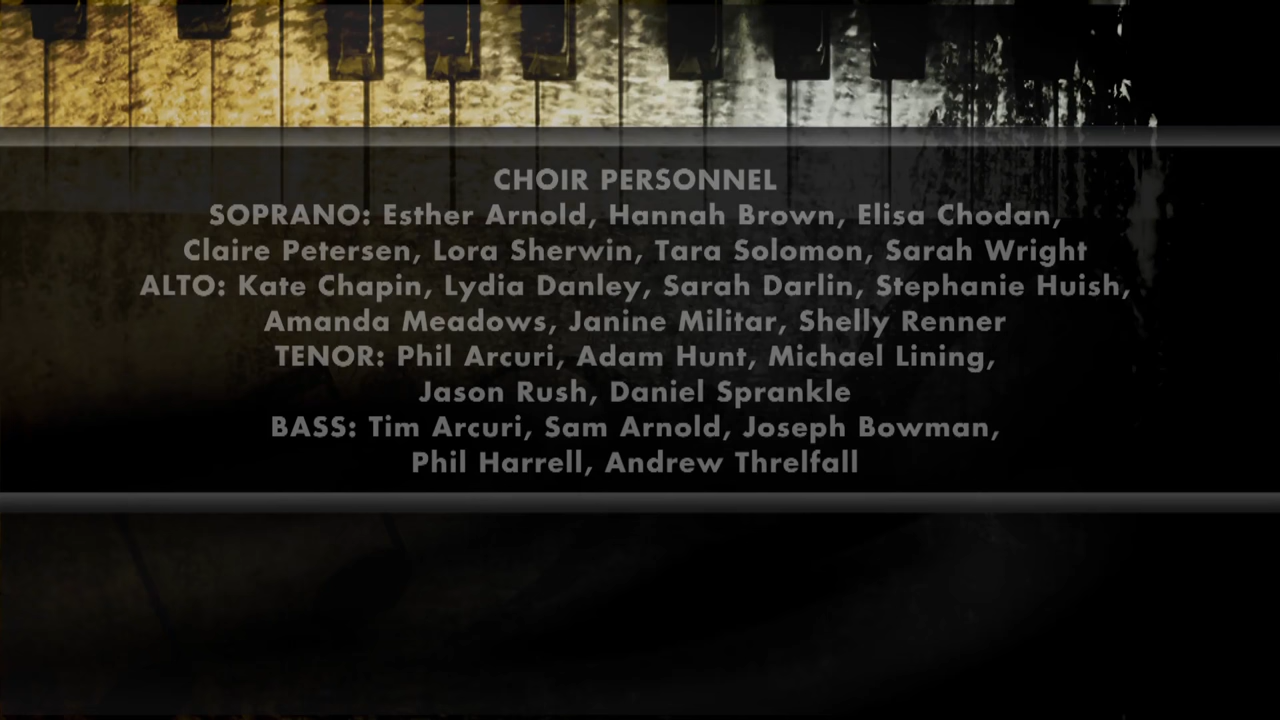 CHOIR PERSONNEL
SOPRANO: Esther Arnold, Hannah Brown, Elisa Chodan,
Claire Petersen, Lora Sherwin, Tara Solomon, Sarah Wright
ALTO: Kate Chapin, Lydia Danley, Sarah Darlin, Stephanie Huish,
Amanda Meadows, Janine Militar, Shelly Renner
TENOR: Phil Arcuri, Adam Hunt, Michael Lining,
Jason Rush, Daniel Sprankle
BASS: Tim Arcuri, Sam Arnold, Joseph Bowman,
Phil Harrell, Andrew Threlfall